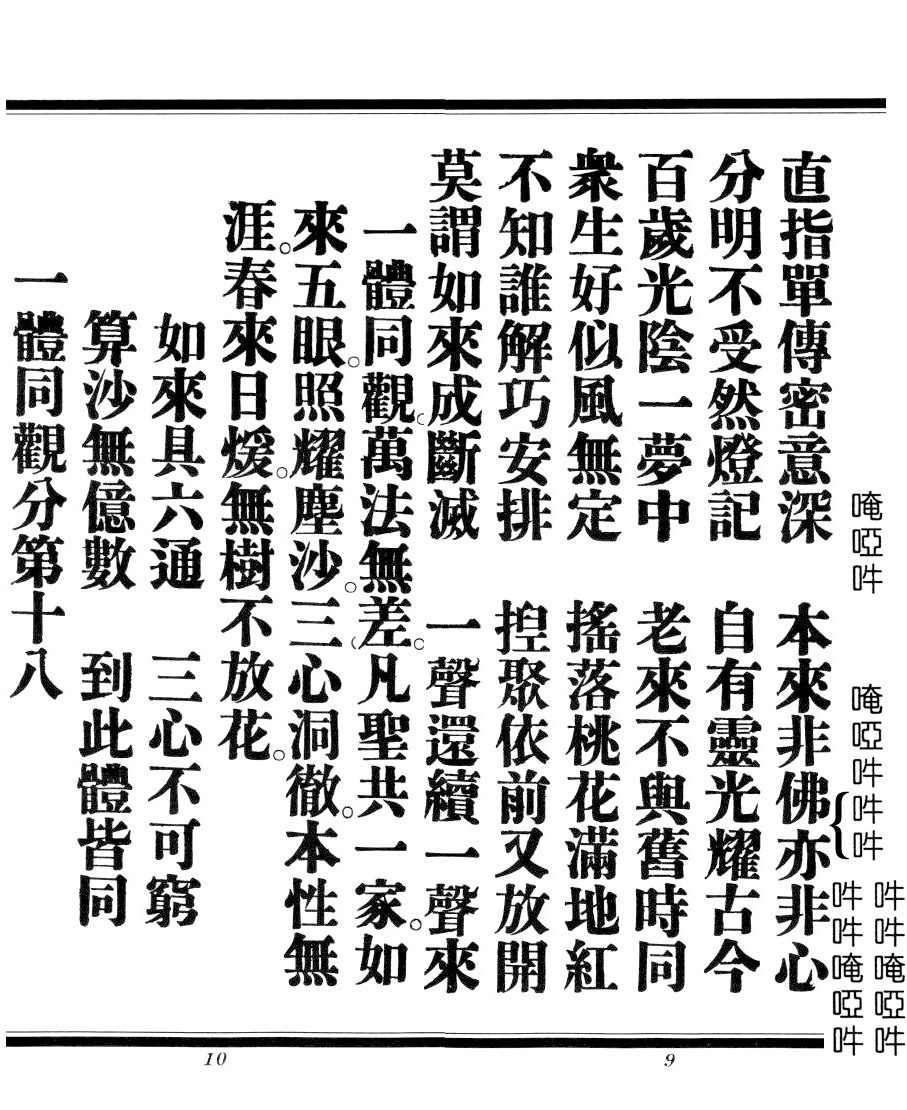 唵啞吽　唵啞吽吽吽
吽吽唵啞吽
吽吽唵啞吽
直指單傳密意深　本來非佛亦非心
分明不受然燈記　自有靈光耀古今
百歲光陰一夢中　老來不與舊時同
衆生好似風無定　搖落桃花滿地紅
不知誰解巧安排　揑聚依前又放開
莫謂如來成斷滅　一聲還續一聲來
一體同觀。萬法無差。凡聖共一家。如
來五眼。照耀塵沙。三心洞徹。本性無
涯。春來日煖。無樹不放花。
如來具六通　三心不可窮
算沙無億數　到此體皆同
一體同觀分第十八
9
10